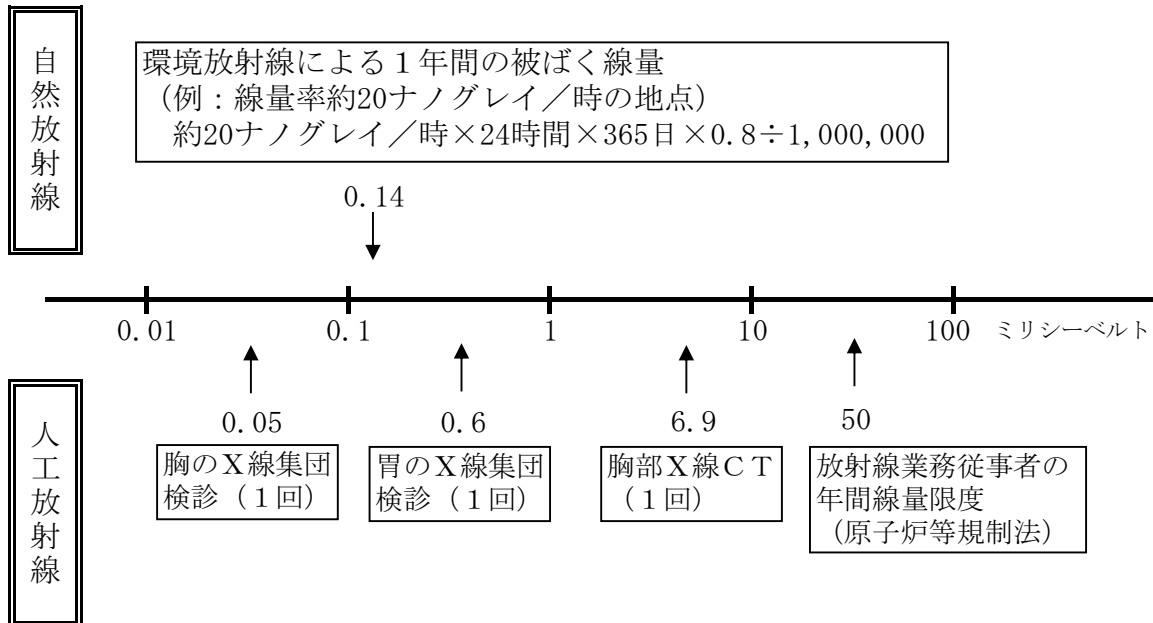 自然放射線
環境放射線による１年間の被ばく線量
（例：線量率約20ナノグレイ／時の地点）
約20ナノグレイ／時×24時間×365日×0.8÷1,000,000
0.14
0.01
0.1
1
10
100
ミリシーベルト
人工放射線
0.05
胸のＸ線集団
検診（１回）
0.6
胃のＸ線集団
検診（１回）
6.9
胸部Ｘ線ＣＴ
（１回）
50
放射線業務従事者の
年間線量限度
（原子炉等規制法）